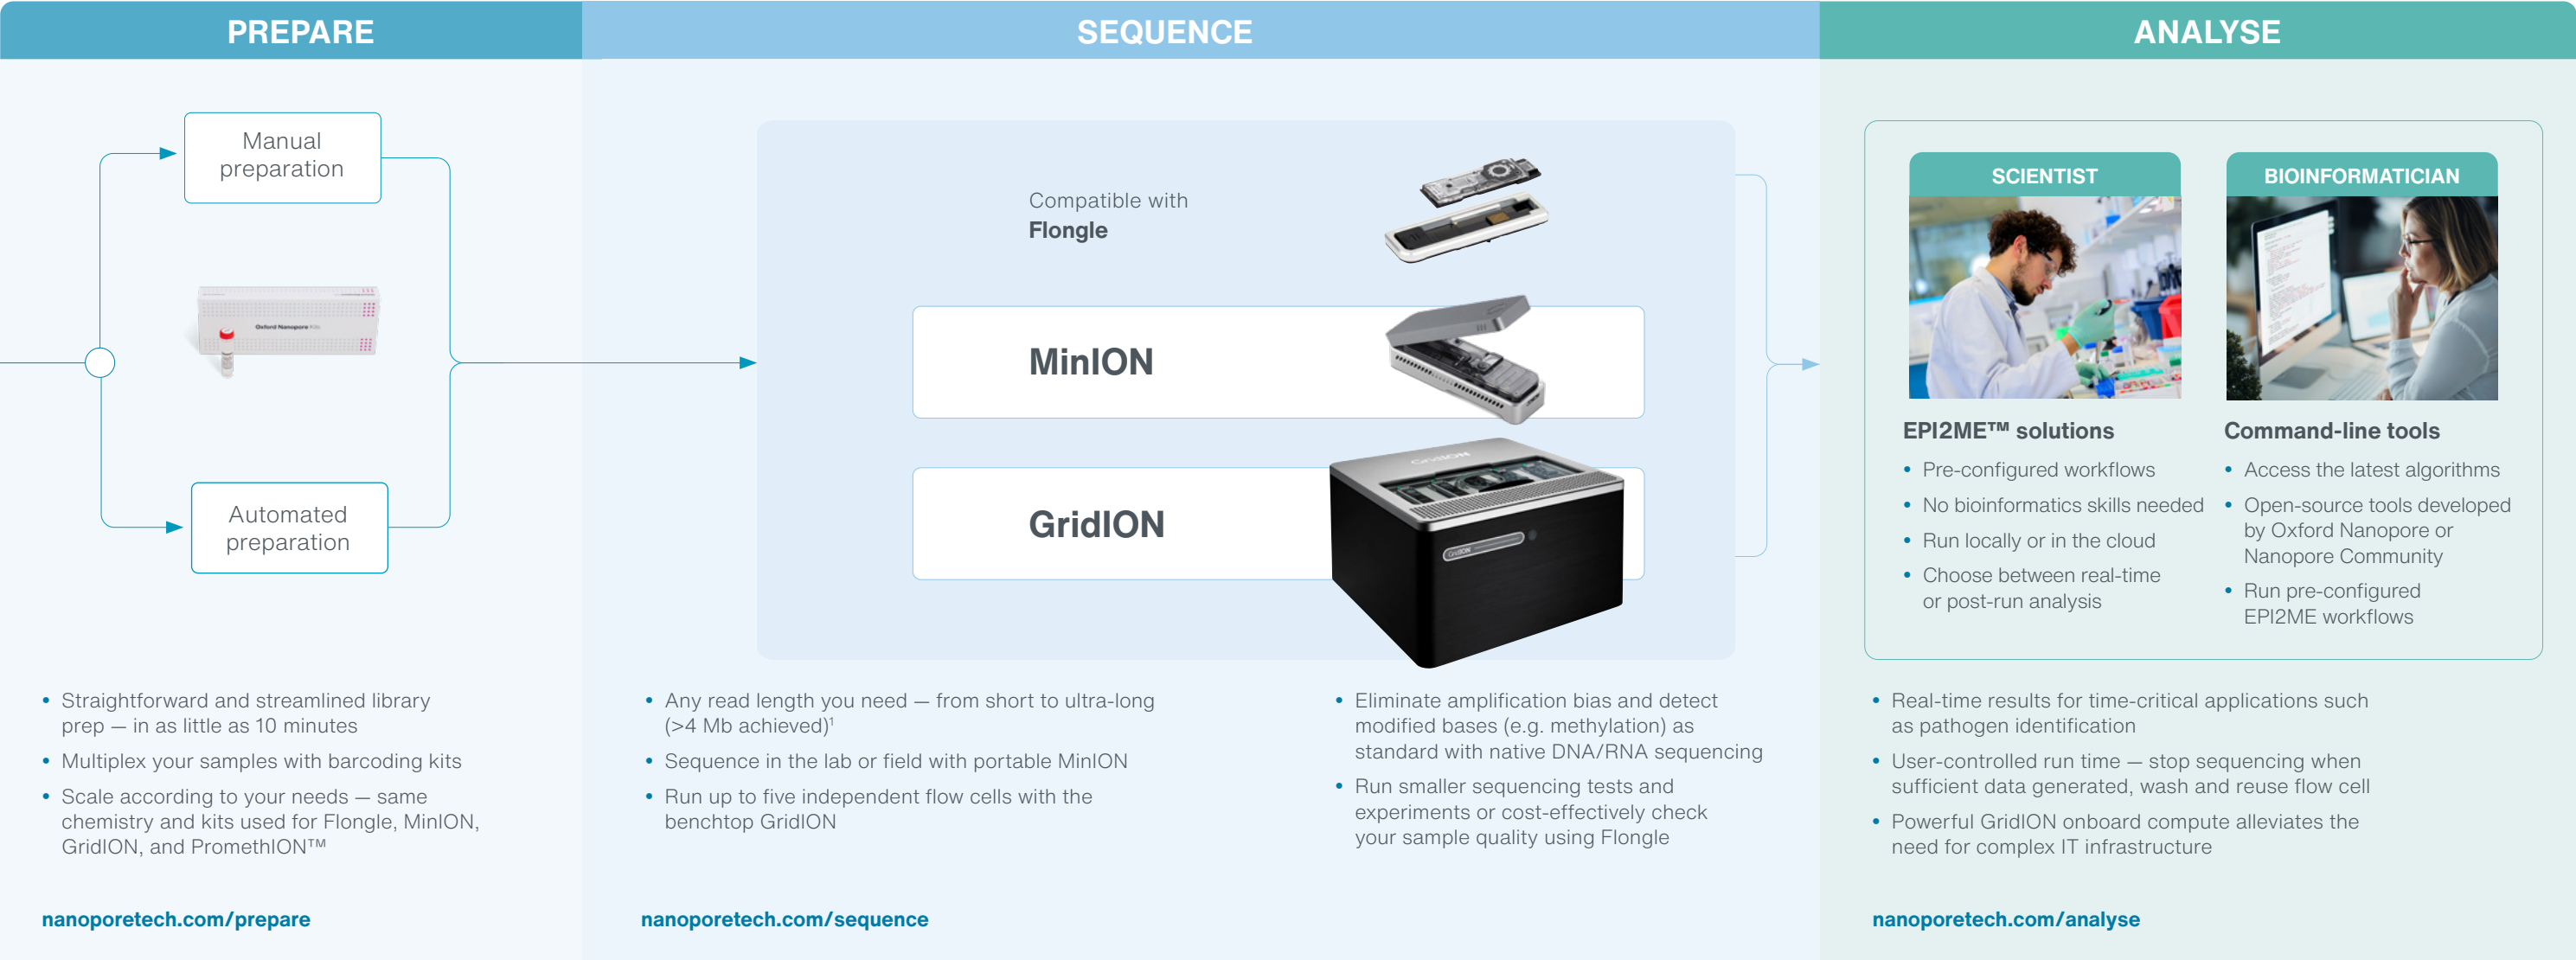 PREPARE
Manual
preparation
Oxford Nanopore Kits
Automated
preparation
• Straightforward and streamlined library
prep — in as little as 10 minutes
• Multiplex your samples with barcoding kits
• Scale according to your needs — same
chemistry and kits used for Flongle, MinION,
GridION, and PromethION™
nanoporetech.com/prepare
SEQUENCE
Compatible with
Flongle
MinION
GridION
GridION
GridION
• Any read length you need — from short to ultra-long
(>4 Mb achieved)¹
• Sequence in the lab or field with portable MinION
• Run up to five independent flow cells with the
benchtop GridION
• Eliminate amplification bias and detect
modified bases (e.g. methylation) as
standard with native DNA/RNA sequencing
• Run smaller sequencing tests and
experiments or cost-effectively check
your sample quality using Flongle
nanoporetech.com/sequence
ANALYSE
SCIENTIST
EPI2ME™ solutions
• Pre-configured workflows
• No bioinformatics skills needed
• Run locally or in the cloud
• Choose between real-time
or post-run analysis
BIOINFORMATICIAN
Command-line tools
• Access the latest algorithms
• Open-source tools developed
by Oxford Nanopore or
Nanopore Community
• Run pre-configured
EPI2ME workflows
• Real-time results for time-critical applications such
as pathogen identification
• User-controlled run time — stop sequencing when
sufficient data generated, wash and reuse flow cell
• Powerful GridION onboard compute alleviates the
need for complex IT infrastructure
nanoporetech.com/analyse